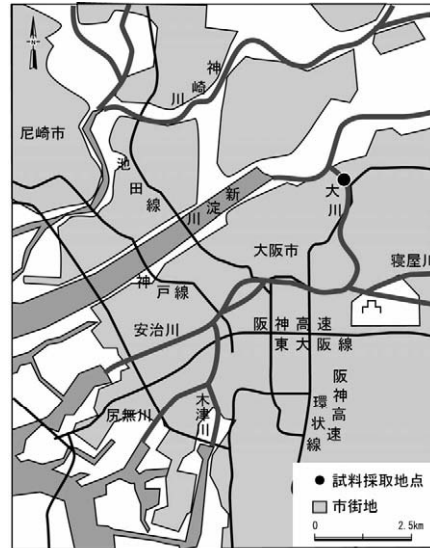 神崎川
尼崎市
池田線
新淀川
大川
大阪市
寝屋川
神戸線
安治川
阪神高速
東大阪線
尻無川
木津川
阪神高速
環状線
● 試料採取地点
市街地
0 2.5km